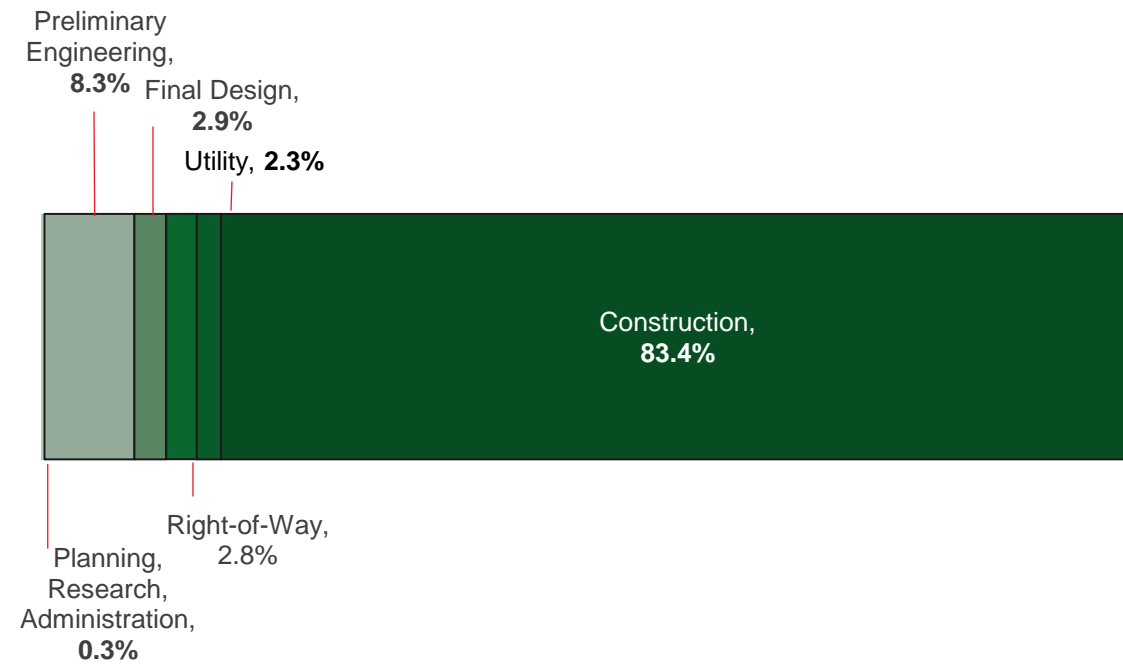 Preliminary
Engineering,
8.3%
Final Design,
2.9%
Utility, 2.3%
Construction,
83.4%
Right-of-Way,
2.8%
Planning,
Research,
Administration,
0.3%